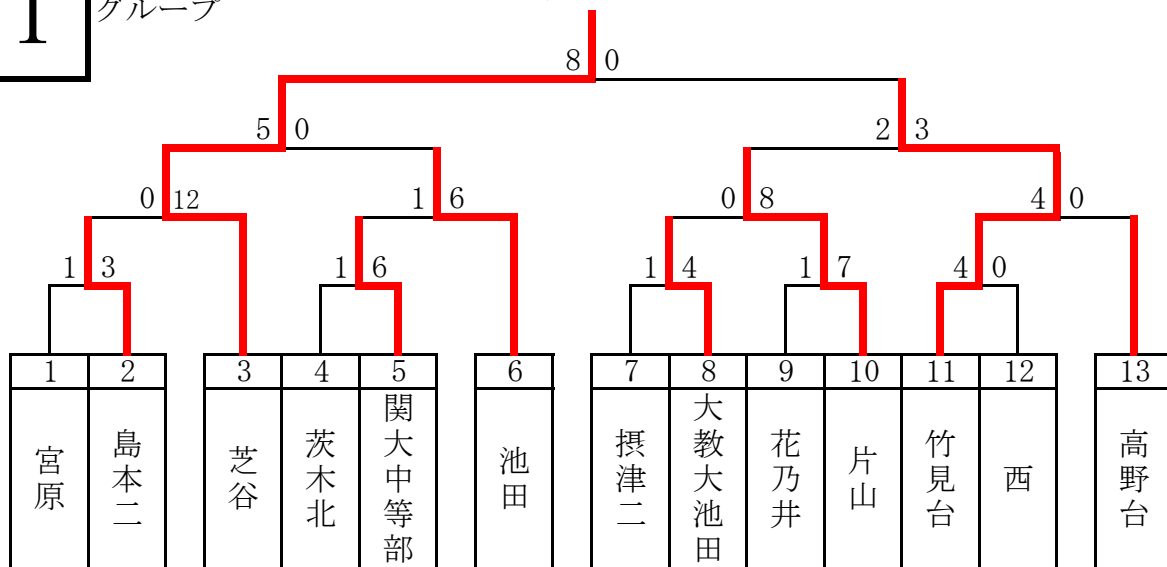 1
グループ
8 0
5 0
2 3
0 12
1 6
0 8
4 0
1 3
1 6
1 4
1 7
4 0
1 2 3 4 5 6 7 8 9 10 11 12 13
宮原
島本二
芝谷
茨木北
関大中等部
池田
摂津二
大教大池田
花乃井
片山
竹見台
西
高野台